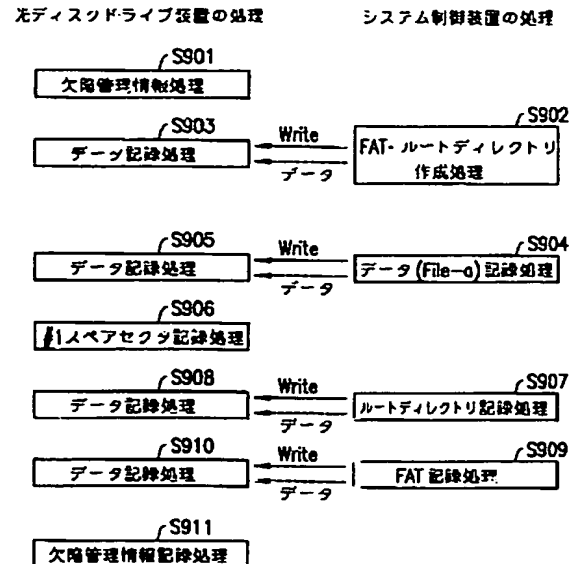 光ディスクドライブ装置の処理 システム制御装置の処理
S901
欠陥管理情報処理
S902
S903
Write
FAT・ルートディレクトリ
データ記録処理
作成処理
データ
S905
S904
Write
データ記録処理
データ(File-a)記録処理
データ
S906
#1スペアセクタ記録処理
S908
S907
Write
データ記録処理
ルートディレクトリ記録処理
データ
S910
S909
Write
データ記録処理
FAT記録処理
データ
S911
欠陥管理情報記録処理